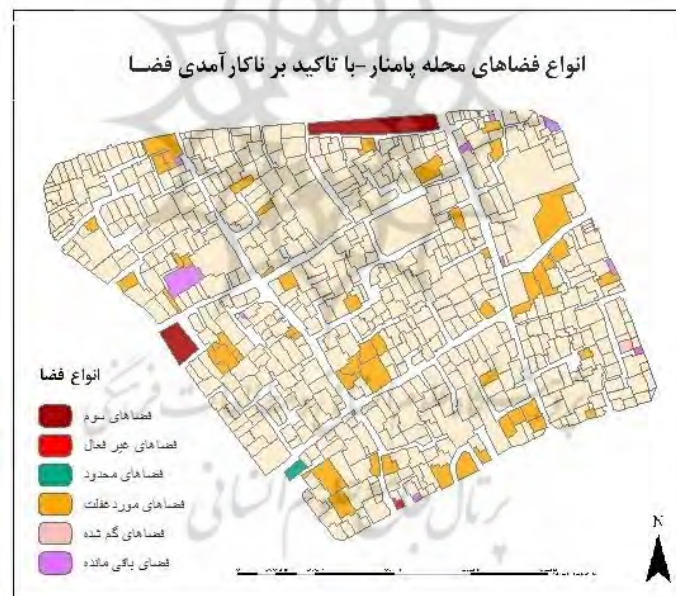 انواع فضاهای محله پامنار-با تاکید بر ناکارآمدی فضــا
انواع فضا
فضاهای سوم
فضاهای غیر فعال
فضاهای محدود
فضاهای مورد غفلت
فضاهای گم شده
فضای باقی مانده
N